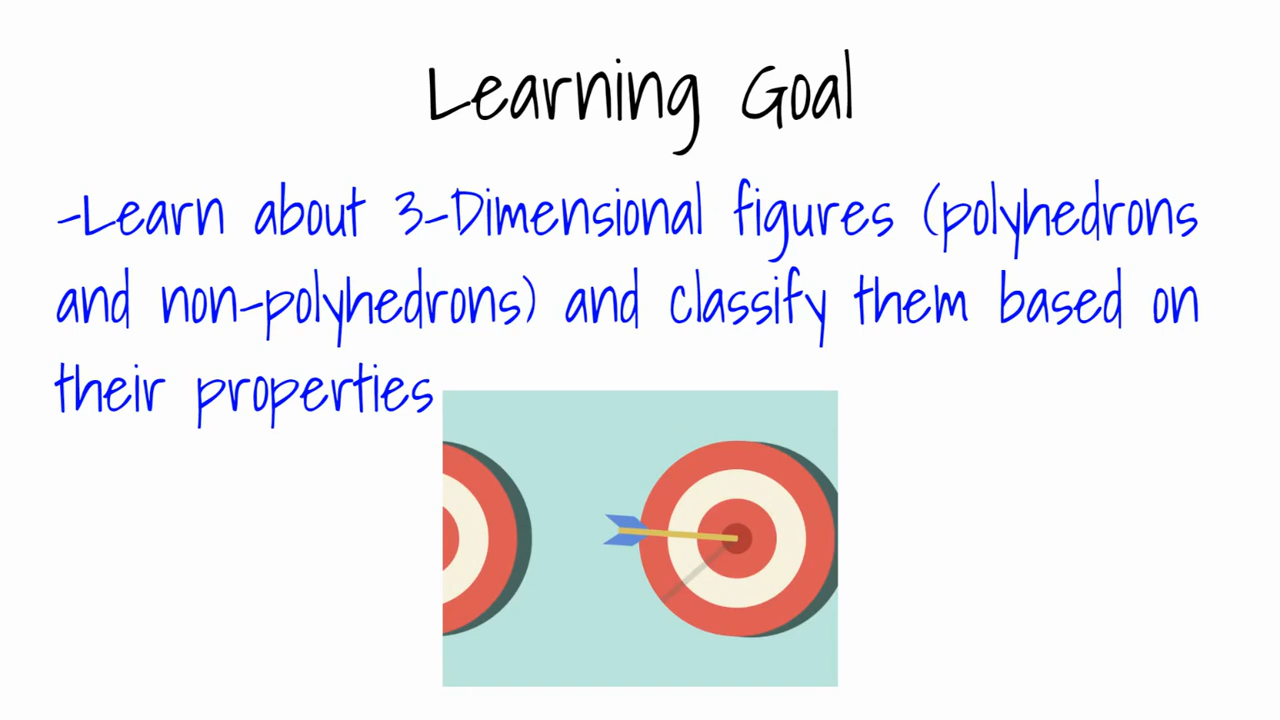 Learning Goal
-Learn about 3-Dimensional figures (polyhedrons
and non-polyhedrons) and classify them based on
their properties